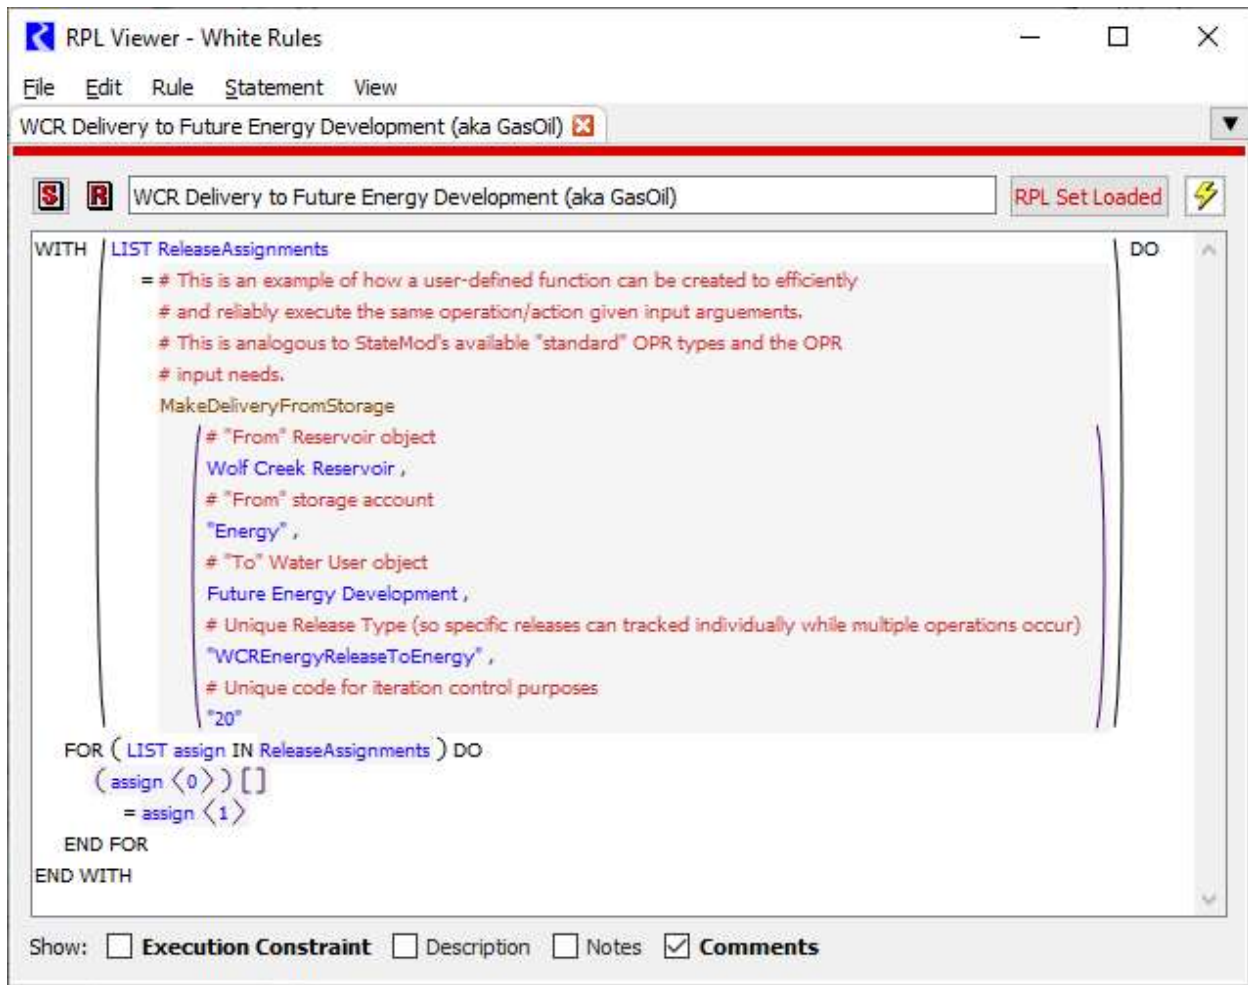 RPL Viewer - White Rules
File Edit Rule Statement View
WCR Delivery to Future Energy Development (aka GasOil)
S R WCR Delivery to Future Energy Development (aka GasOil) RPL Set Loaded
WITH ( LIST ReleaseAssignments ) DO
= # This is an example of how a user-defined function can be created to efficiently
# and reliably execute the same operation/action given input arguements.
# This is analogous to StateMod's available "standard" OPR types and the OPR
# input needs.
MakeDeliveryFromStorage
( # "From" Reservoir object
Wolf Creek Reservoir ,
# "From" storage account
"Energy" ,
# "To" Water User object
Future Energy Development ,
# Unique Release Type (so specific releases can tracked individually while multiple operations occur)
"WCREnergyReleaseToEnergy" ,
# Unique code for iteration control purposes
"20" )
FOR ( LIST assign IN ReleaseAssignments ) DO
( assign 〈0〉 ) [ ]
= assign 〈1〉
END FOR
END WITH
Show: Execution Constraint Description Notes Comments